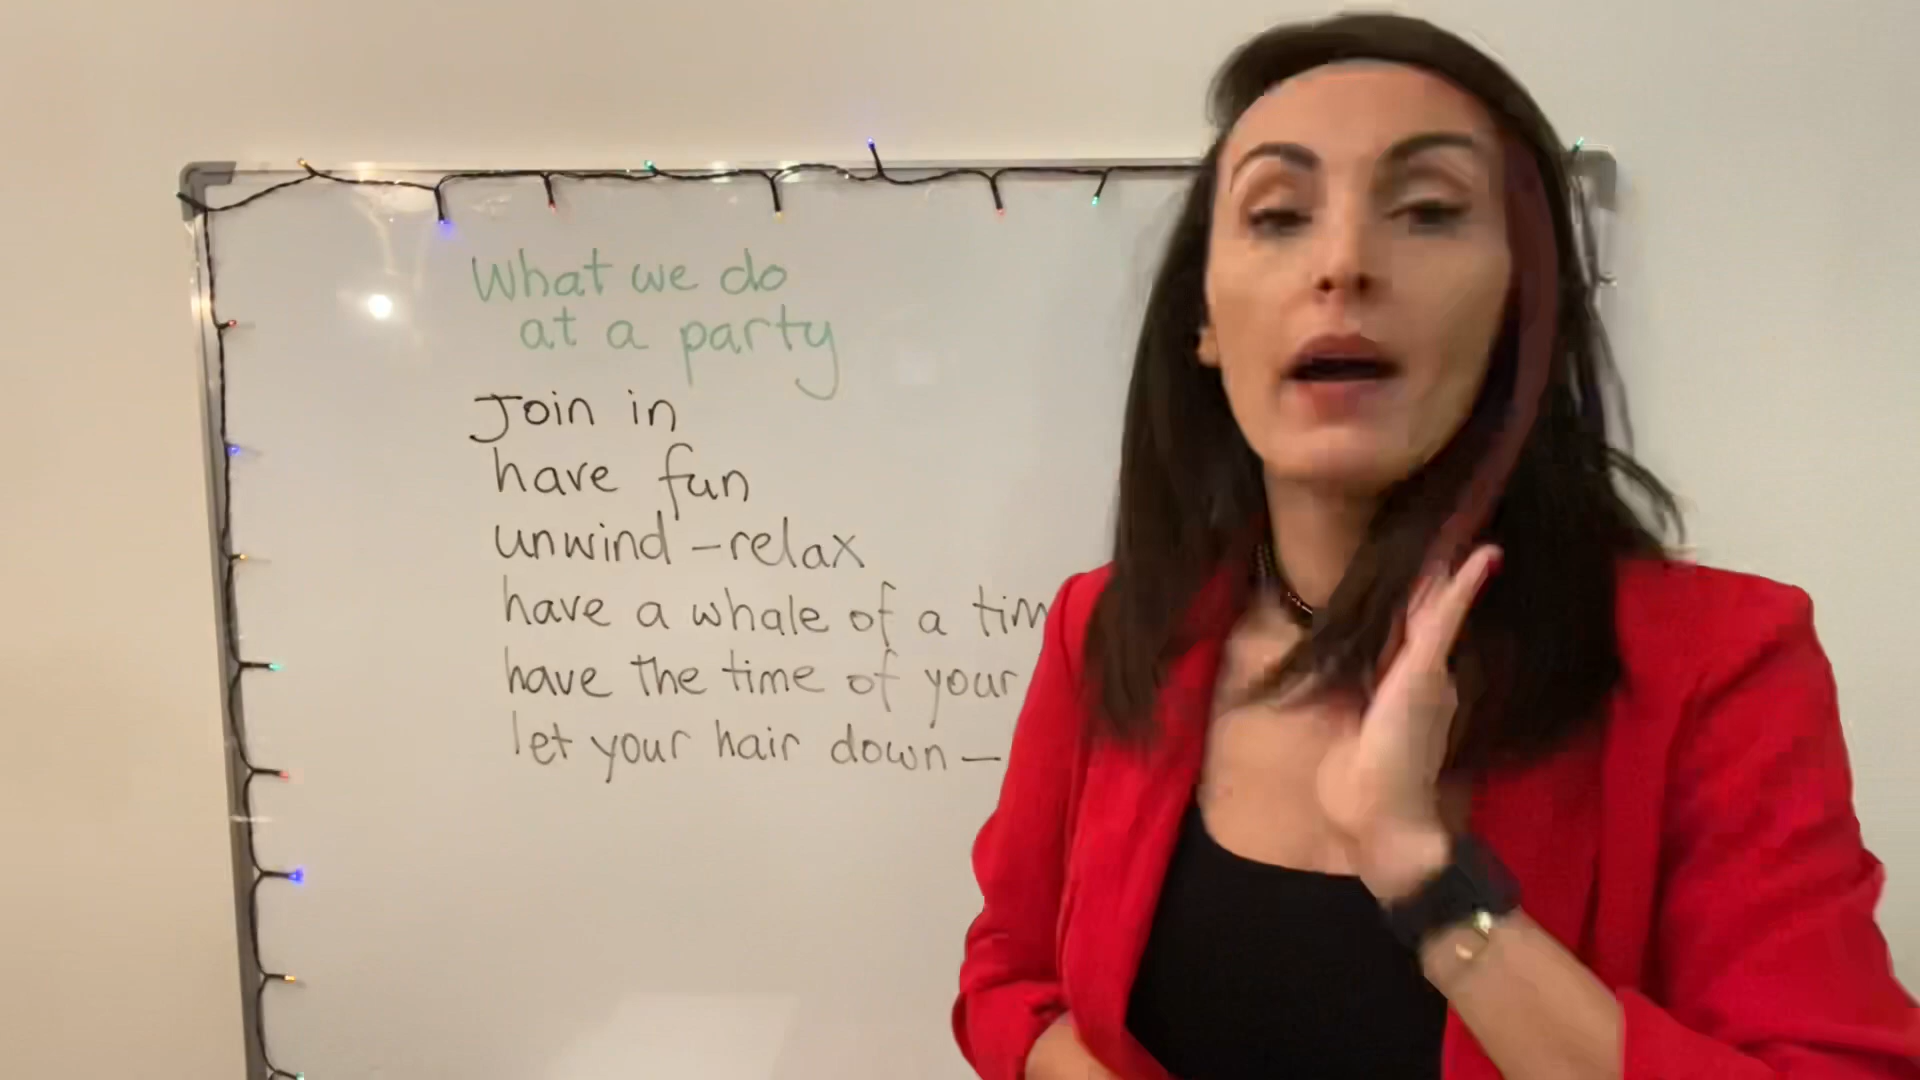 What we do
at a party
Join in
have fun
unwind - relax
have a whale of a
have the time of your
let your hair down -